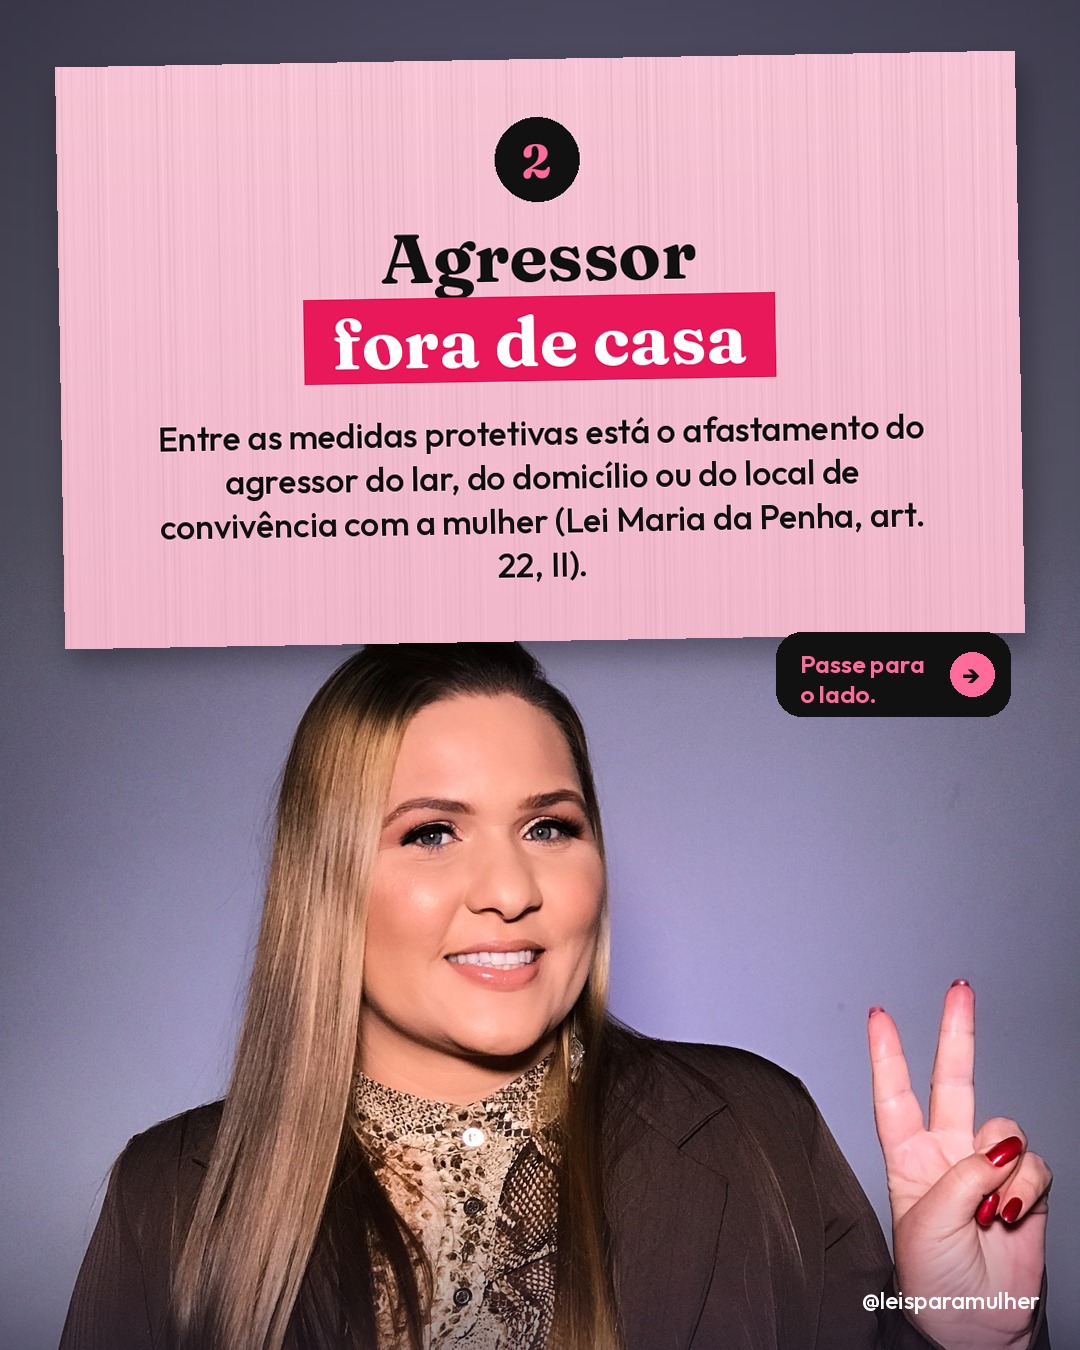 2
Agressor
fora de casa
Entre as medidas protetivas está o afastamento do
agressor do lar, do domicílio ou do local de
convivência com a mulher (Lei Maria da Penha, art.
22, II).
Passe para
o lado.
@leisparamulher